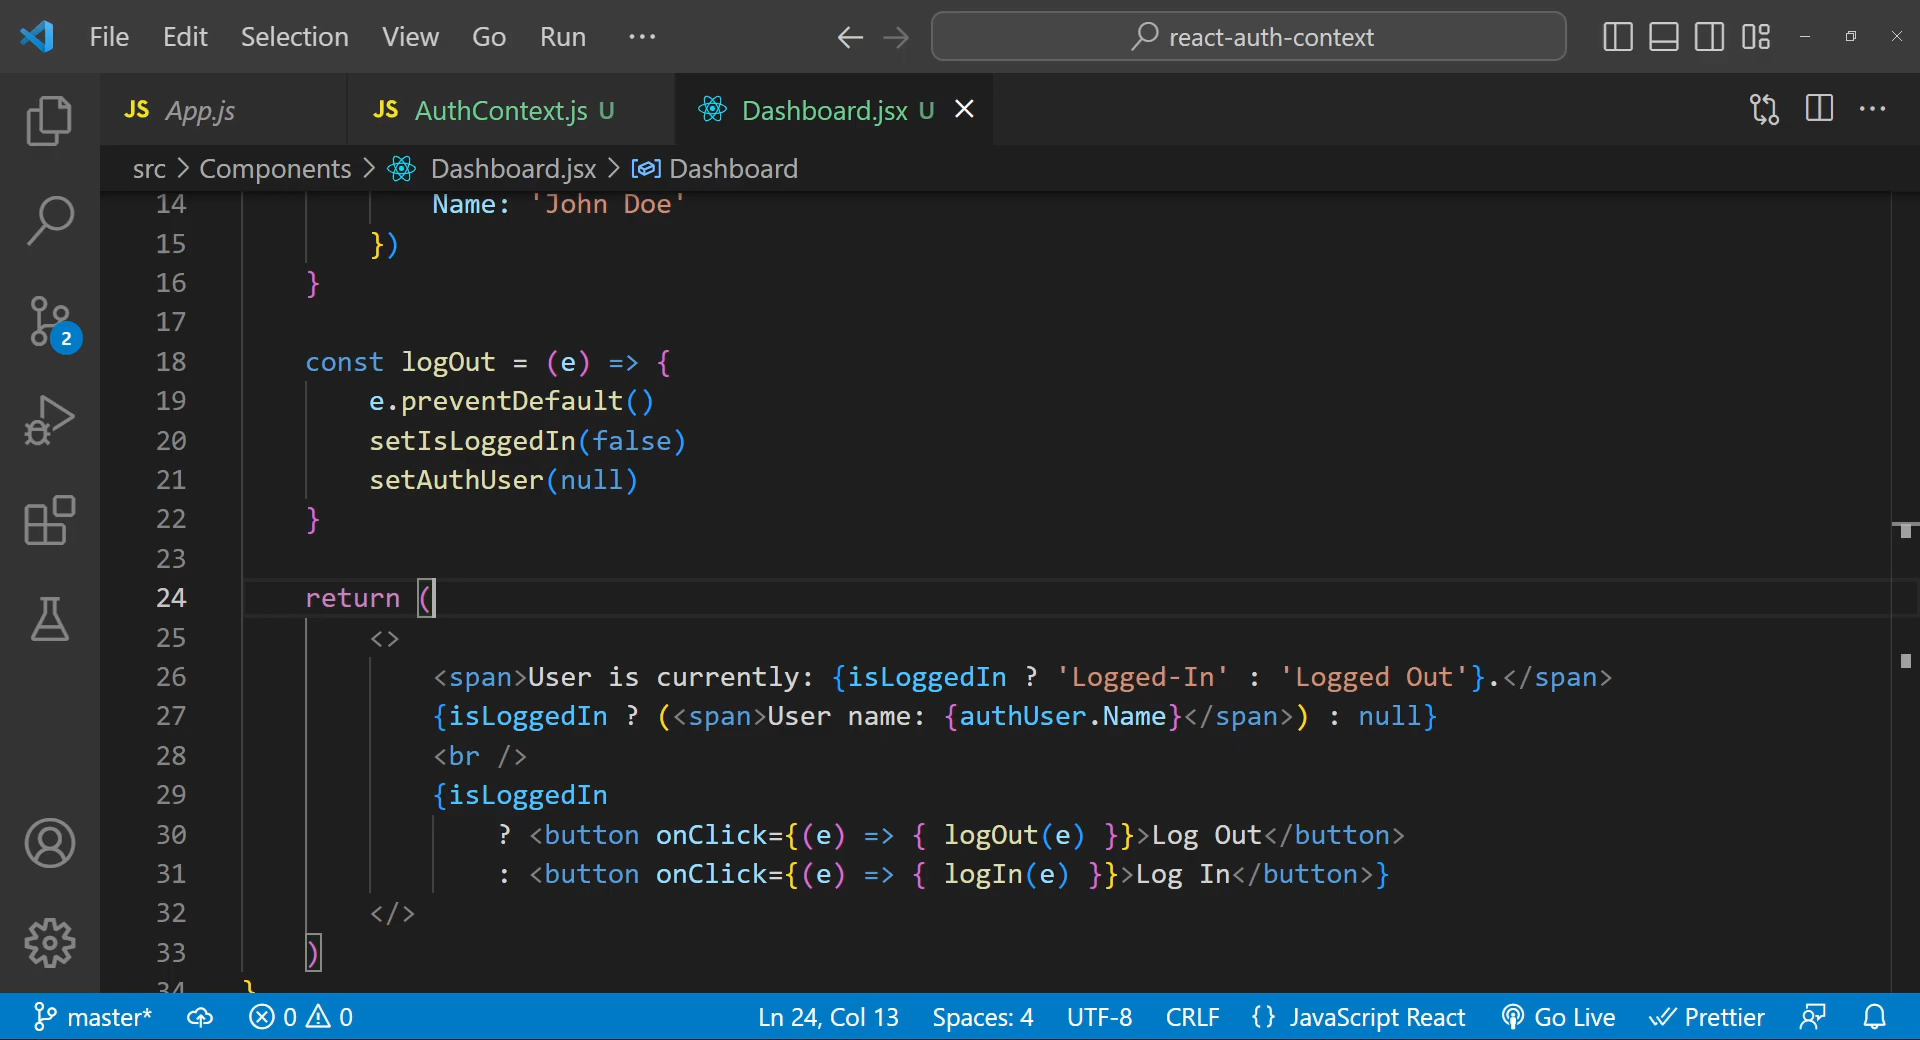 File Edit Selection View Go Run ··· react-auth-context
JS App.js JS AuthContext.js U Dashboard.jsx U
src > Components > Dashboard.jsx > Dashboard
14 Name: 'John Doe'
15 })
16 }
17
18 const logOut = (e) => {
19 e.preventDefault()
20 setIsLoggedIn(false)
21 setAuthUser(null)
22 }
23
24 return (
25 <>
26 <span>User is currently: {isLoggedIn ? 'Logged-In' : 'Logged Out'}.</span>
27 {isLoggedIn ? (<span>User name: {authUser.Name}</span>) : null}
28 <br />
29 {isLoggedIn
30 ? <button onClick={(e) => { logOut(e) }}>Log Out</button>
31 : <button onClick={(e) => { logIn(e) }}>Log In</button>}
32 </>
33 )
34 }
2
master* 0 0 Ln 24, Col 13 Spaces: 4 UTF-8 CRLF {} JavaScript React Go Live Prettier